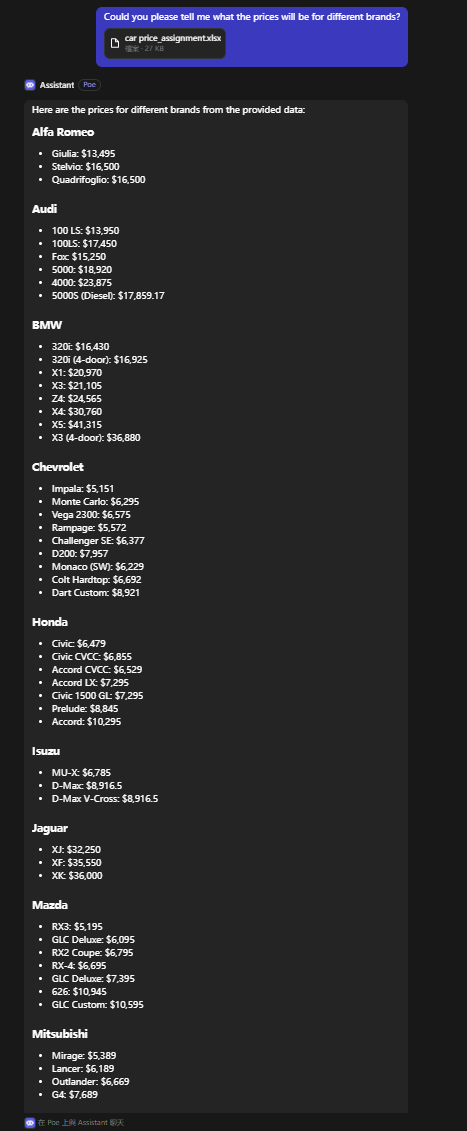 Could you please tell me what the prices will be for different brands?
car price_assignment.xlsx
檔案 · 27 KB
Assistant
Poe
Here are the prices for different brands from the provided data:
Alfa Romeo
• Giulia: $13,495
• Stelvio: $16,500
• Quadrifoglio: $16,500
Audi
• 100 LS: $13,950
• 100LS: $17,450
• Fox: $15,250
• 5000: $18,920
• 4000: $23,875
• 5000S (Diesel): $17,859.17
BMW
• 320i: $16,430
• 320i (4-door): $16,925
• X1: $20,970
• X3: $21,105
• Z4: $24,565
• X4: $30,760
• X5: $41,315
• X3 (4-door): $36,880
Chevrolet
• Impala: $5,151
• Monte Carlo: $6,295
• Vega 2300: $6,575
• Rampage: $5,572
• Challenger SE: $6,377
• D200: $7,957
• Monaco (SW): $6,229
• Colt Hardtop: $6,692
• Dart Custom: $8,921
Honda
• Civic: $6,479
• Civic CVCC: $6,855
• Accord CVCC: $6,529
• Accord LX: $7,295
• Civic 1500 GL: $7,295
• Prelude: $8,845
• Accord: $10,295
Isuzu
• MU-X: $6,785
• D-Max: $8,916.5
• D-Max V-Cross: $8,916.5
Jaguar
• XJ: $32,250
• XF: $35,550
• XK: $36,000
Mazda
• RX3: $5,195
• GLC Deluxe: $6,095
• RX2 Coupe: $6,795
• RX-4: $6,695
• GLC Deluxe: $7,395
• 626: $10,945
• GLC Custom: $10,595
Mitsubishi
• Mirage: $5,389
• Lancer: $6,189
• Outlander: $6,669
• G4: $7,689
在 Poe 上與 Assistant 聊天